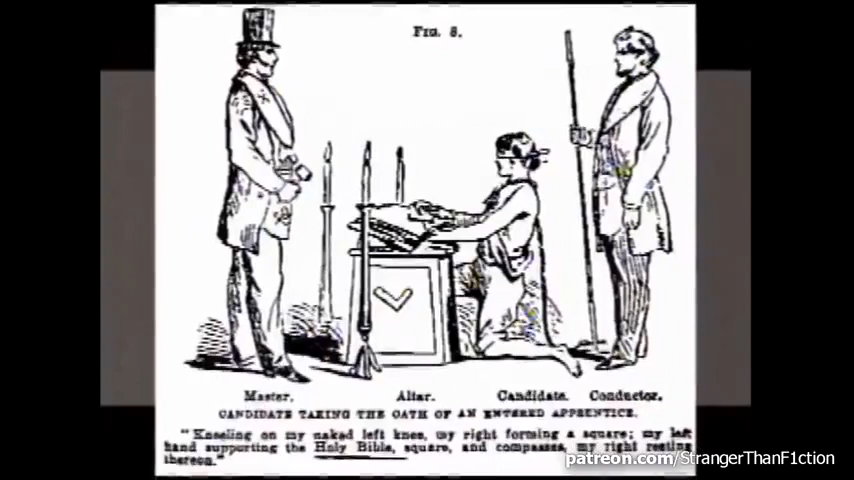 FIG. 8.
Master. Altar. Candidate. Conductor.
CANDIDATE TAKING THE OATH OF AN ENTERED APPRENTICE.
"Kneeling on my naked left knee, my right forming a square; my left
hand supporting the Holy Bible, square, and compasses, my right resting
thereon."
patreon.com/StrangerThanF1ction